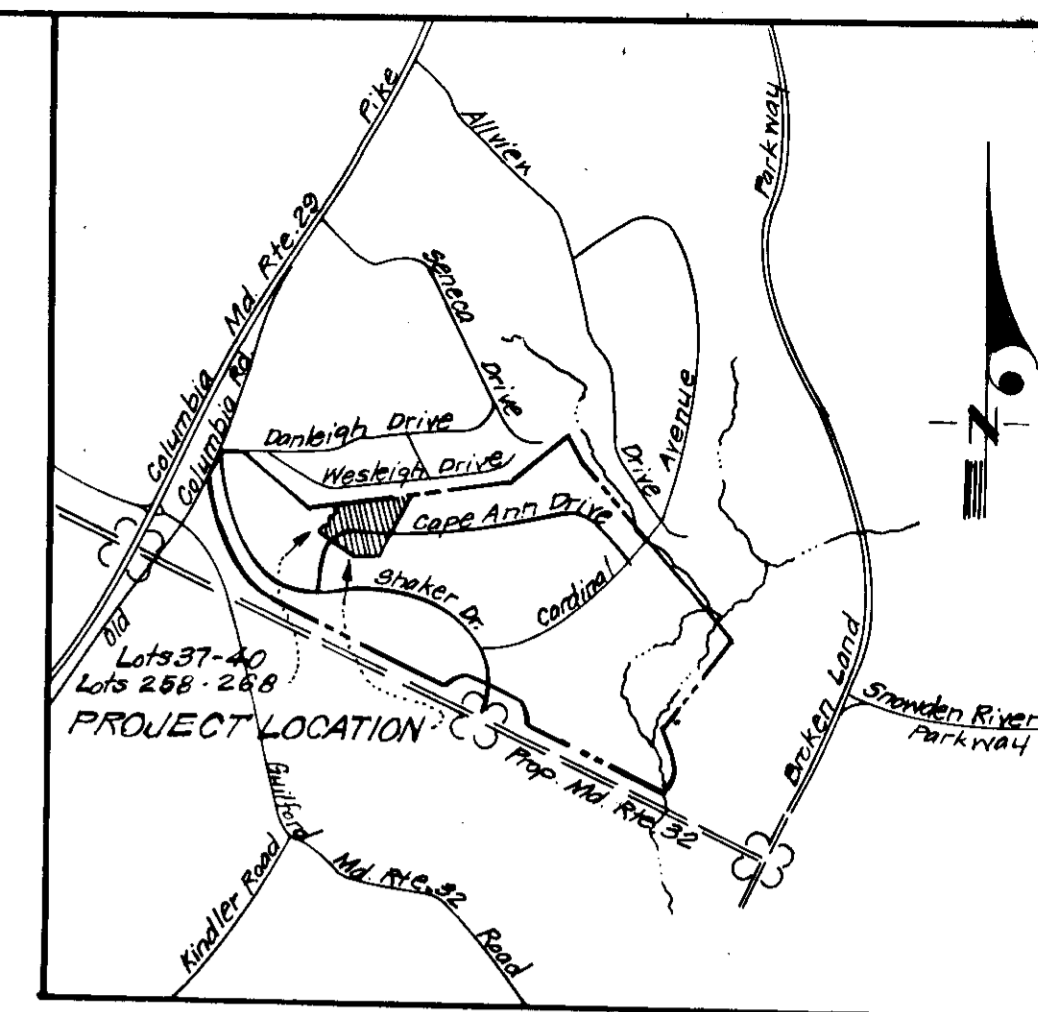 Columbia Md. Rte. 29 Pike
Allview Drive
Parkway
Seneca Drive
Old Columbia Rd
Danleigh Drive
Wesleigh Drive
Avenue
N
Cape Ann Drive
Shaker Dr.
Cardinal
Lots 37-40
Lots 258-268
PROJECT LOCATION
Broken Land
Snowden River
Parkway
Prop. Md. Rte. 32
Guilford
Md. Rte. 32
Road
Kindler Road